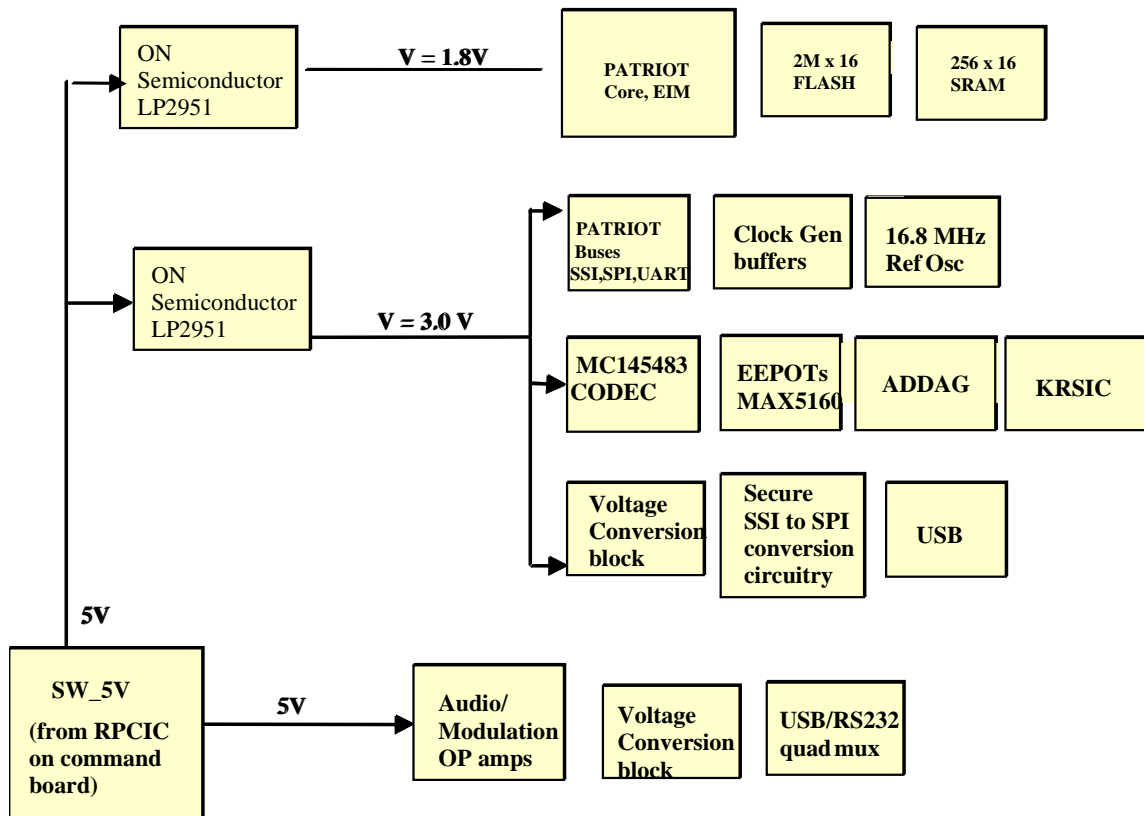 ON
Semiconductor
LP2951
V = 1.8V
PATRIOT
Core, EIM
2M x 16
FLASH
256 x 16
SRAM
ON
Semiconductor
LP2951
V = 3.0 V
PATRIOT
Buses
SSI,SPI,UART
Clock Gen
buffers
16.8 MHz
Ref Osc
MC145483
CODEC
EEPOTs
MAX5160
ADDAG
KRSIC
Voltage
Conversion
block
Secure
SSI to SPI
conversion
circuitry
USB
5V
SW_5V
(from RPCIC
on command
board)
5V
Audio/
Modulation
OP amps
Voltage
Conversion
block
USB/RS232
quad mux